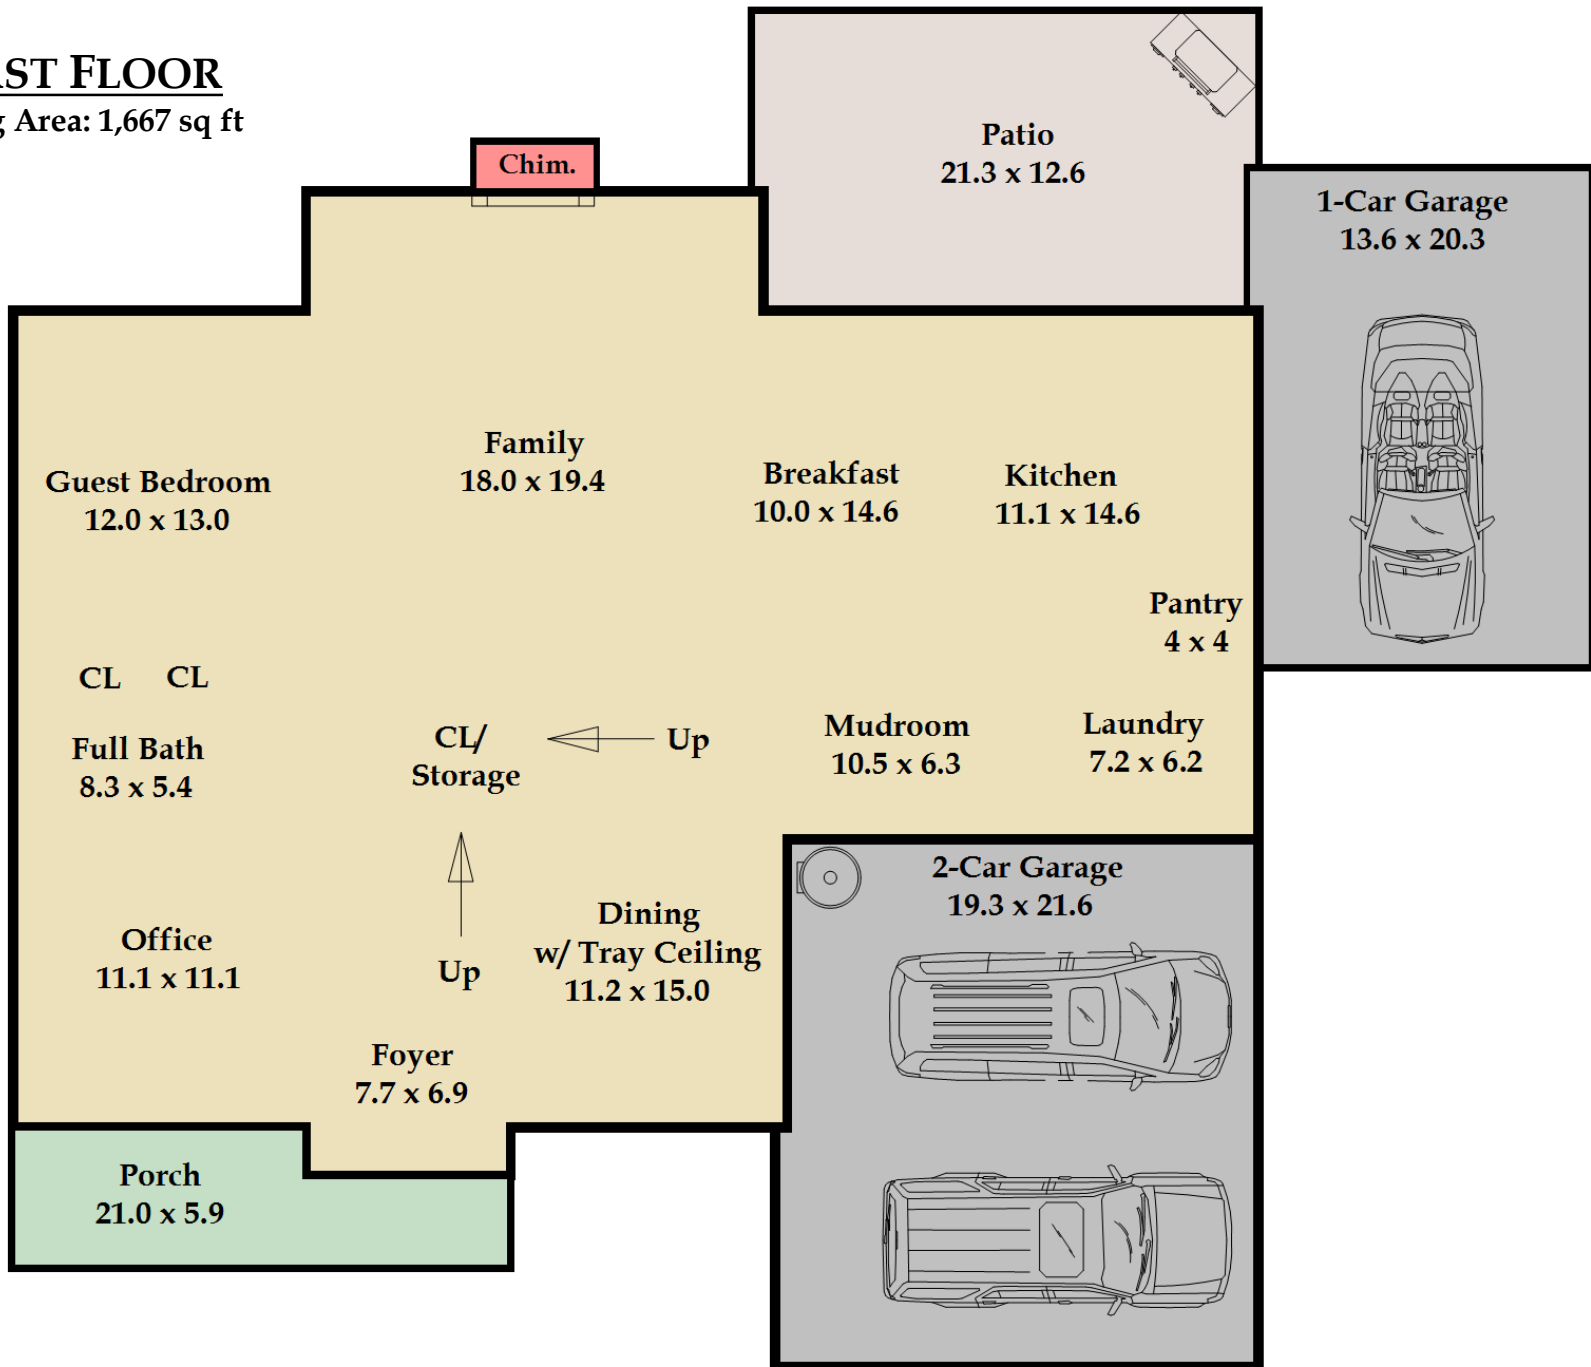 ST FLOOR
Area: 1,667 sq ft
Chim.
Patio
21.3 x 12.6
1-Car Garage
13.6 x 20.3
Family
18.0 x 19.4
Guest Bedroom
12.0 x 13.0
Breakfast
10.0 x 14.6
Kitchen
11.1 x 14.6
Pantry
4 x 4
CL
CL
Full Bath
8.3 x 5.4
CL/
Storage
Up
Mudroom
10.5 x 6.3
Laundry
7.2 x 6.2
2-Car Garage
19.3 x 21.6
Office
11.1 x 11.1
Up
Dining
w/ Tray Ceiling
11.2 x 15.0
Foyer
7.7 x 6.9
Porch
21.0 x 5.9